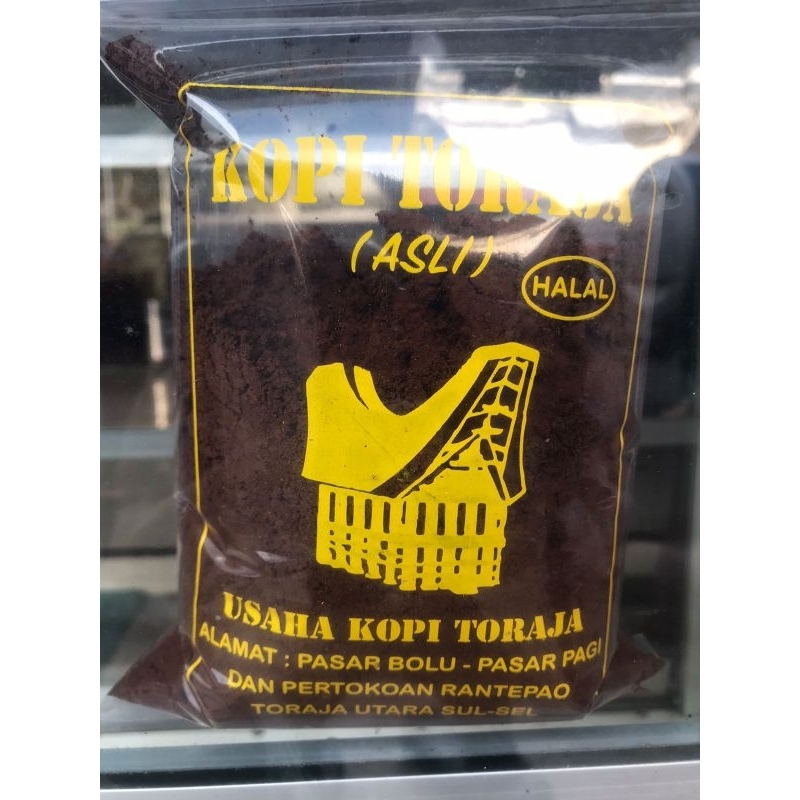 KOPI TORAJA
(ASLI)
HALAL
USAHA KOPI TORAJA
ALAMAT : PASAR BOLU - PASAR PAGI
DAN PERTOKOAN RANTEPAO
TORAJA UTARA SUL-SEL